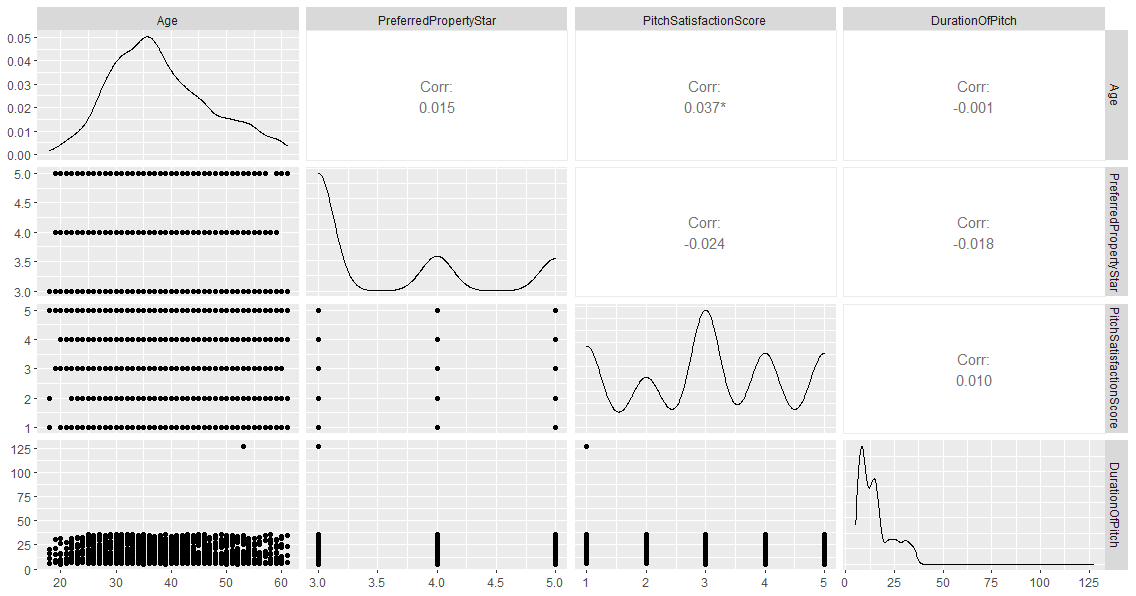 Age
PreferredPropertyStar
PitchSatisfactionScore
DurationOfPitch
0.05
0.04
0.03
0.02
0.01
0.00
Corr:
0.015
Corr:
0.037*
Corr:
-0.001
Age
5.0
4.5
4.0
3.5
3.0
Corr:
-0.024
Corr:
-0.018
PreferredPropertyStar
5
4
3
2
1
Corr:
0.010
PitchSatisfactionScore
125
100
75
50
25
0
DurationOfPitch
20 30 40 50 60
3.0 3.5 4.0 4.5 5.0
1 2 3 4 5
0 25 50 75 100 125